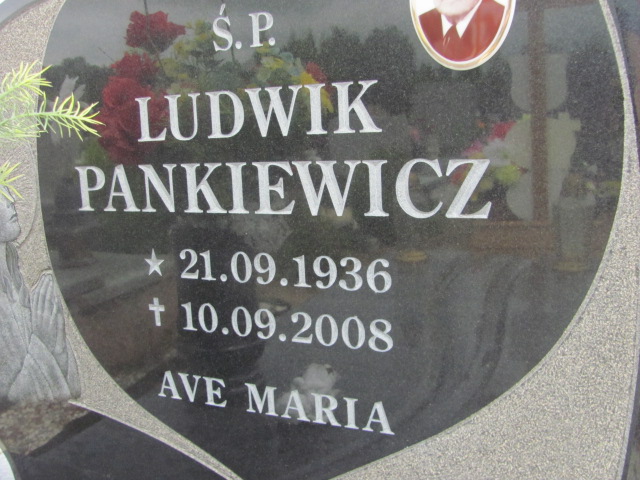 Ś.P.
LUDWIK
PANKIEWICZ
★ 21.09.1936
✝ 10.09.2008
AVE MARIA